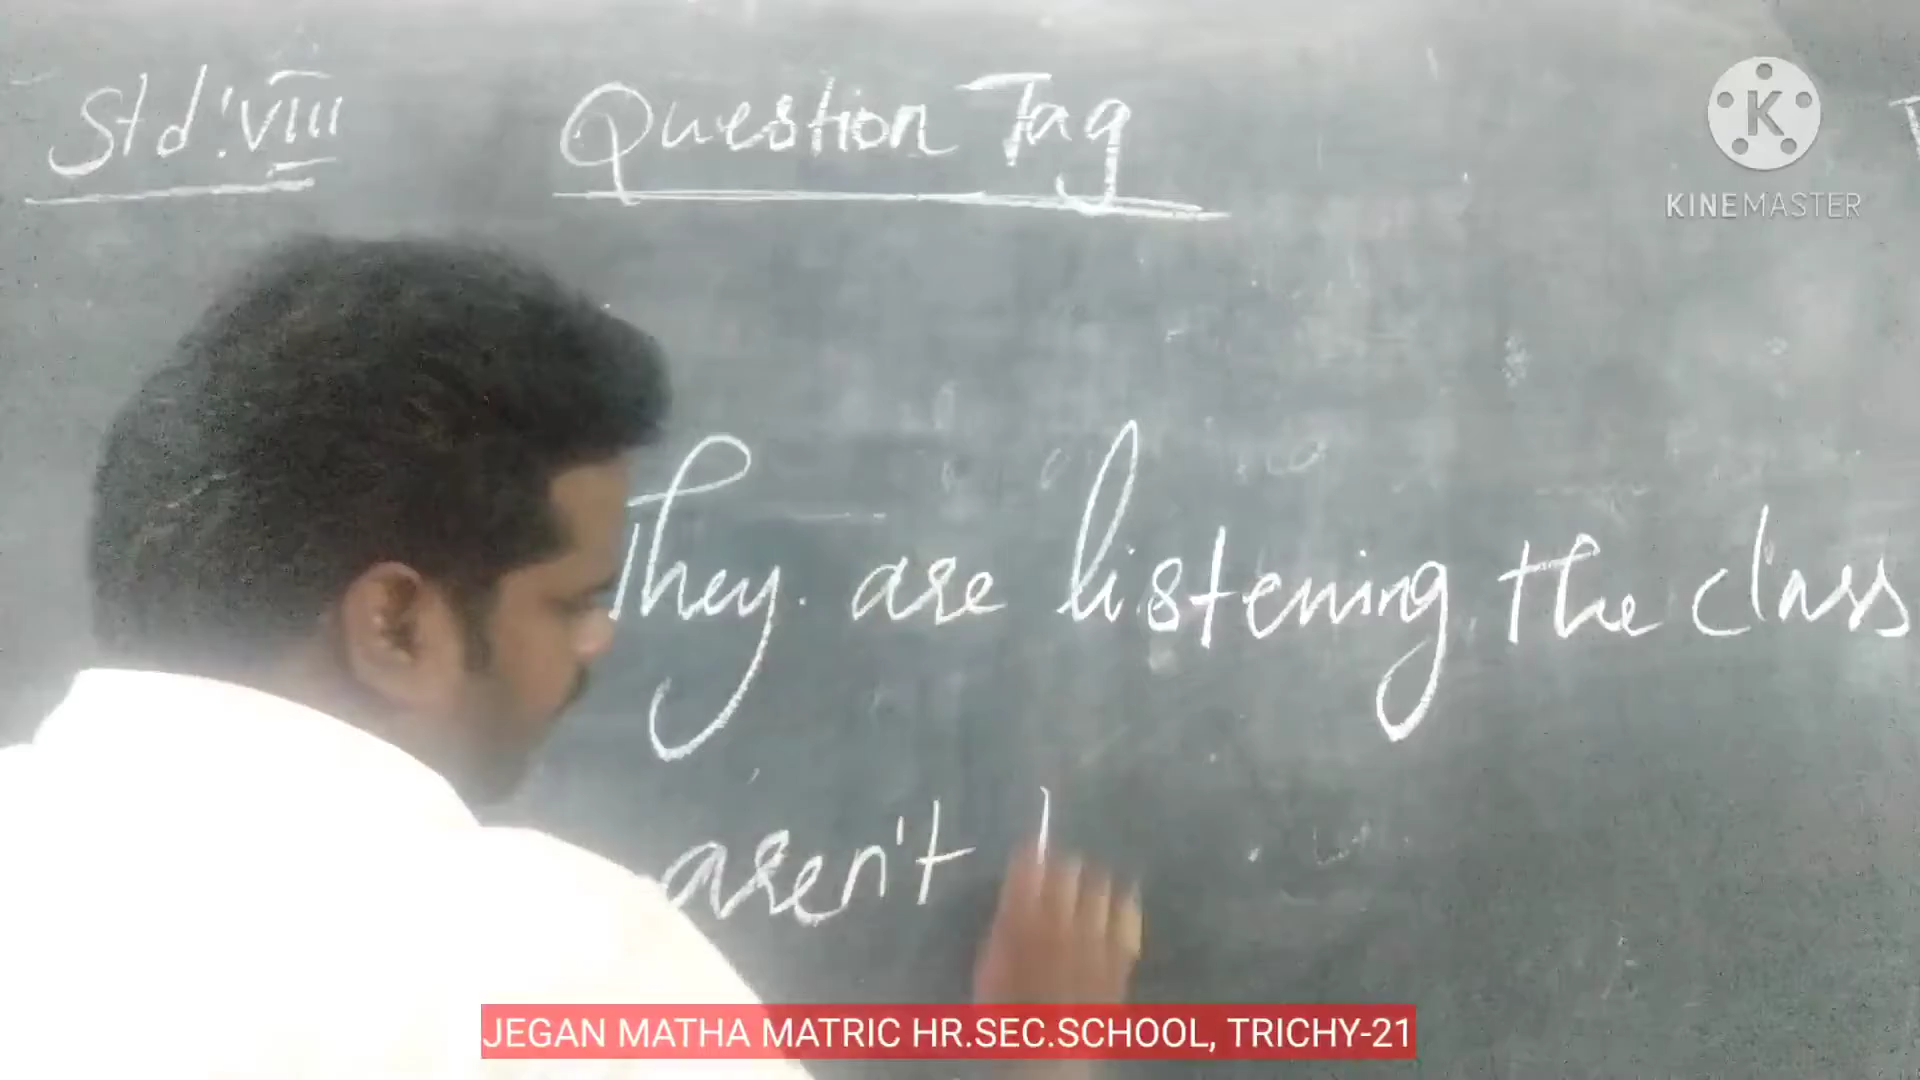 Std: VIII
Question Tag
K
KINEMASTER
They are listening the class
aren't
JEGAN MATHA MATRIC HR.SEC.SCHOOL, TRICHY-21